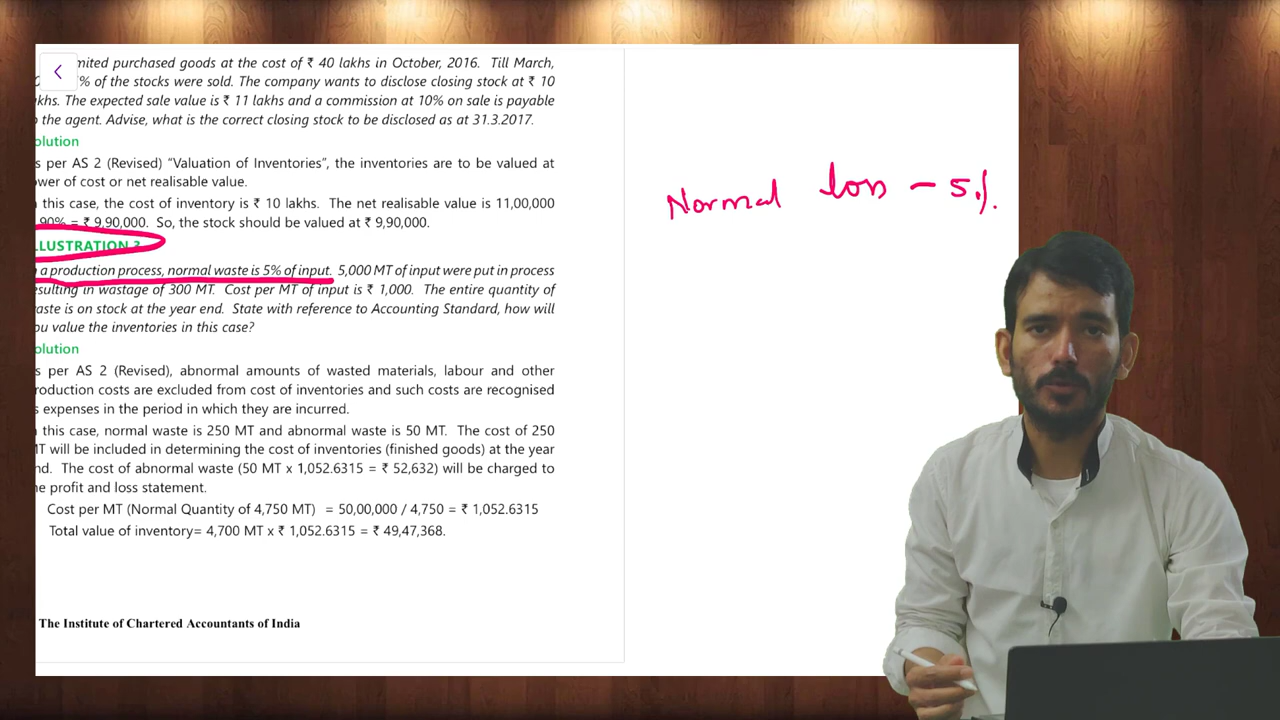 mited purchased goods at the cost of ₹ 40 lakhs in October, 2016. Till March,
% of the stocks were sold. The company wants to disclose closing stock at ₹ 10
khs. The expected sale value is ₹ 11 lakhs and a commission at 10% on sale is payable
the agent. Advise, what is the correct closing stock to be disclosed as at 31.3.2017.
olution
s per AS 2 (Revised) “Valuation of Inventories”, the inventories are to be valued at
ower of cost or net realisable value.
this case, the cost of inventory is ₹ 10 lakhs. The net realisable value is 11,00,000
90% = ₹ 9,90,000. So, the stock should be valued at ₹ 9,90,000.
LLUSTRATION
a production process, normal waste is 5% of input. 5,000 MT of input were put in process
esulting in wastage of 300 MT. Cost per MT of input is ₹ 1,000. The entire quantity of
aste is on stock at the year end. State with reference to Accounting Standard, how will
ou value the inventories in this case?
olution
s per AS 2 (Revised), abnormal amounts of wasted materials, labour and other
roduction costs are excluded from cost of inventories and such costs are recognised
s expenses in the period in which they are incurred.
this case, normal waste is 250 MT and abnormal waste is 50 MT. The cost of 250
IT will be included in determining the cost of inventories (finished goods) at the year
nd. The cost of abnormal waste (50 MT x 1,052.6315 = ₹ 52,632) will be charged to
he profit and loss statement.
Cost per MT (Normal Quantity of 4,750 MT) = 50,00,000 / 4,750 = ₹ 1,052.6315
Total value of inventory= 4,700 MT x ₹ 1,052.6315 = ₹ 49,47,368.
The Institute of Chartered Accountants of India
Normal loss - 5%.